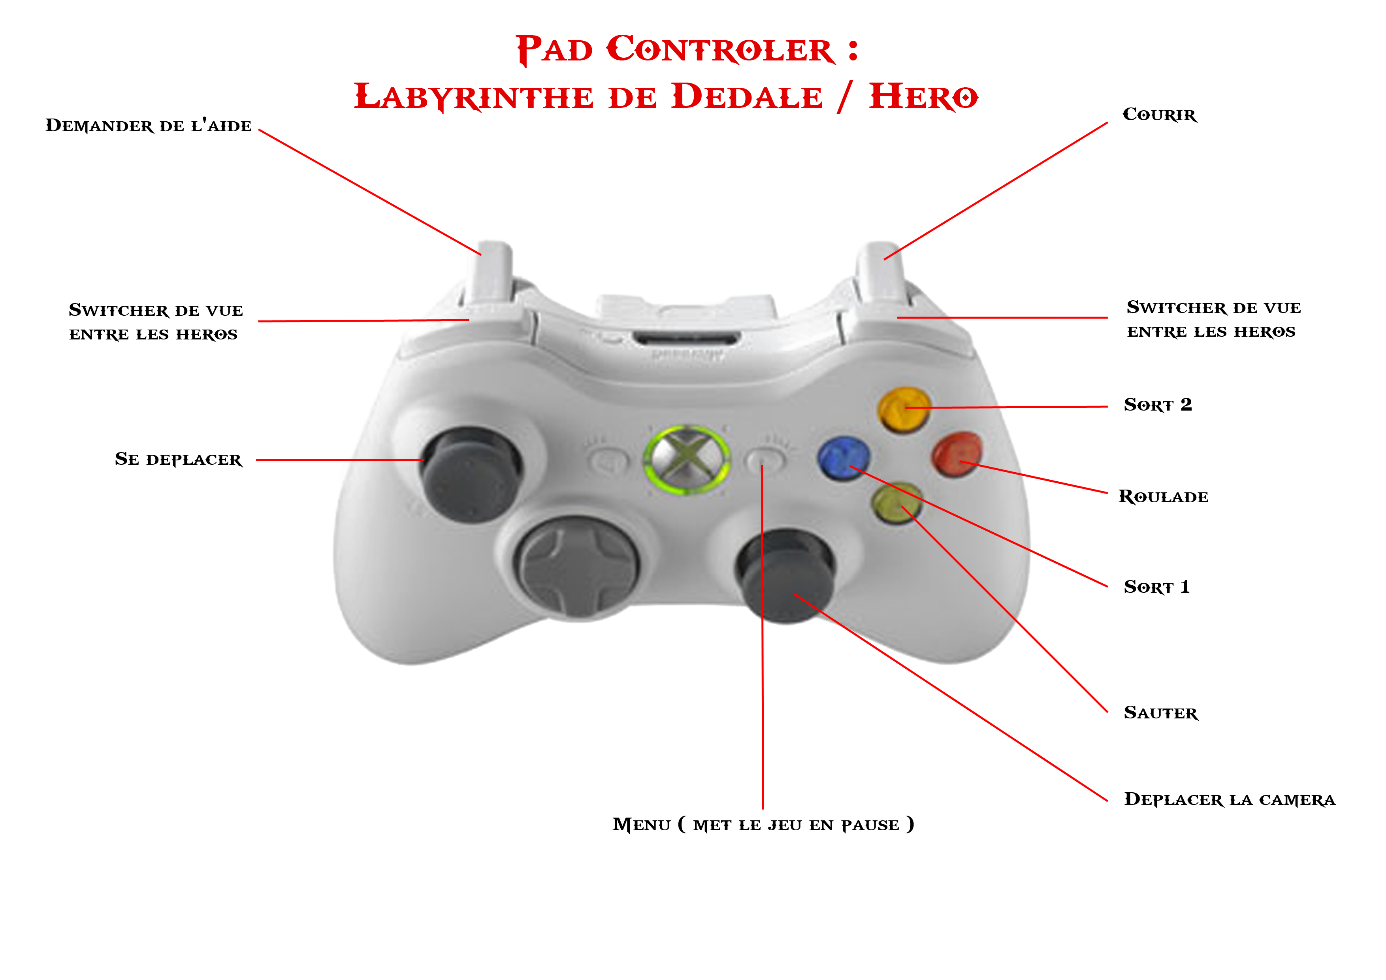 Pad Controler :
Labyrinthe de Dedale / Hero
Demander de l'aide
Courir
Switcher de vue
entre les heros
Switcher de vue
entre les heros
Sort 2
Se deplacer
Roulade
Sort 1
Sauter
Deplacer la camera
Menu ( met le jeu en pause )